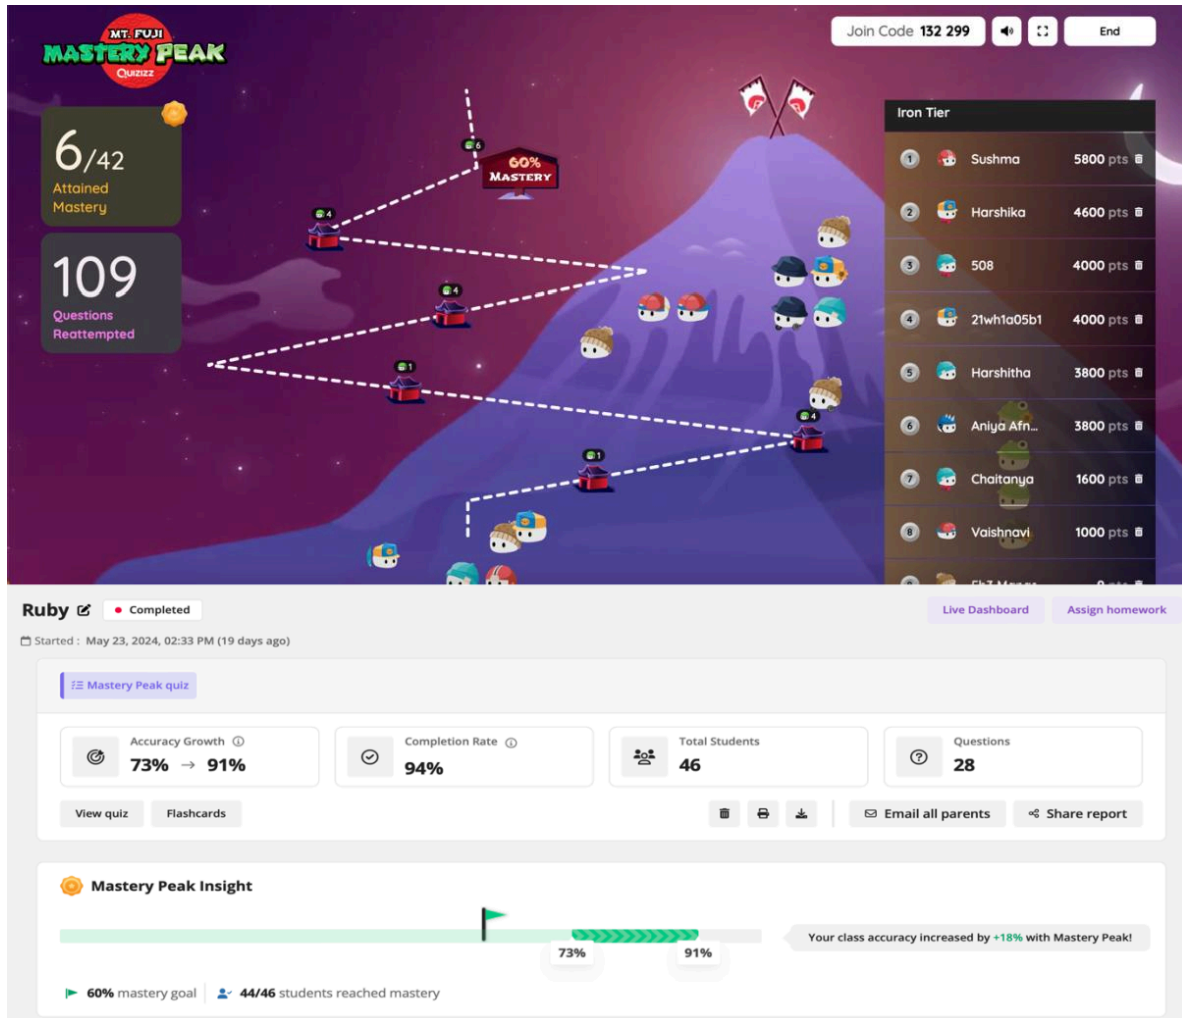 MT. FUJI
MASTERY PEAK
Quizizz
Join Code 132 299
End
6/42
Attained
Mastery
109
Questions
Reattempted
6
60%
MASTERY
4
4
1
4
1
Iron Tier
1 Sushma 5800 pts
2 Harshika 4600 pts
3 508 4000 pts
4 21wh1a05b1 4000 pts
5 Harshitha 3800 pts
6 Aniya Afn... 3800 pts
7 Chaitanya 1600 pts
8 Vaishnavi 1000 pts
Ruby
Completed
Live Dashboard
Assign homework
Started : May 23, 2024, 02:33 PM (19 days ago)
Mastery Peak quiz
Accuracy Growth
73% → 91%
Completion Rate
94%
Total Students
46
Questions
28
View quiz
Flashcards
Email all parents
Share report
Mastery Peak Insight
73%
91%
Your class accuracy increased by +18% with Mastery Peak!
60% mastery goal
44/46 students reached mastery